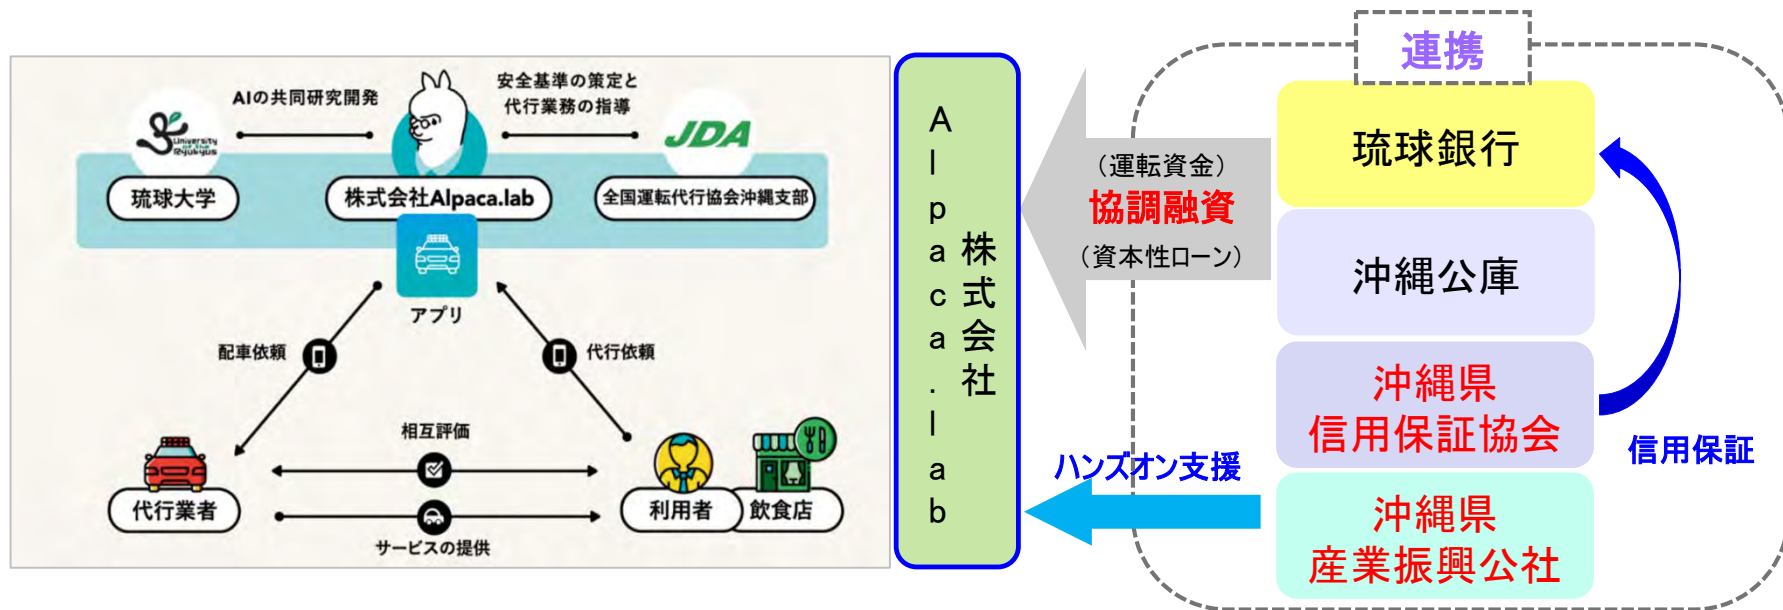 AIの共同研究開発
安全基準の策定と
代行業務の指導
University
of the
Ryukyus
JDA
琉球大学
株式会社Alpaca.lab
全国運転代行協会沖縄支部
アプリ
配車依頼
代行依頼
相互評価
代行業者
利用者
飲食店
サービスの提供
株式会社
Alpaca.lab
連携
（運転資金）
協調融資
（資本性ローン）
琉球銀行
沖縄公庫
沖縄県
信用保証協会
信用保証
ハンズオン支援
沖縄県
産業振興公社